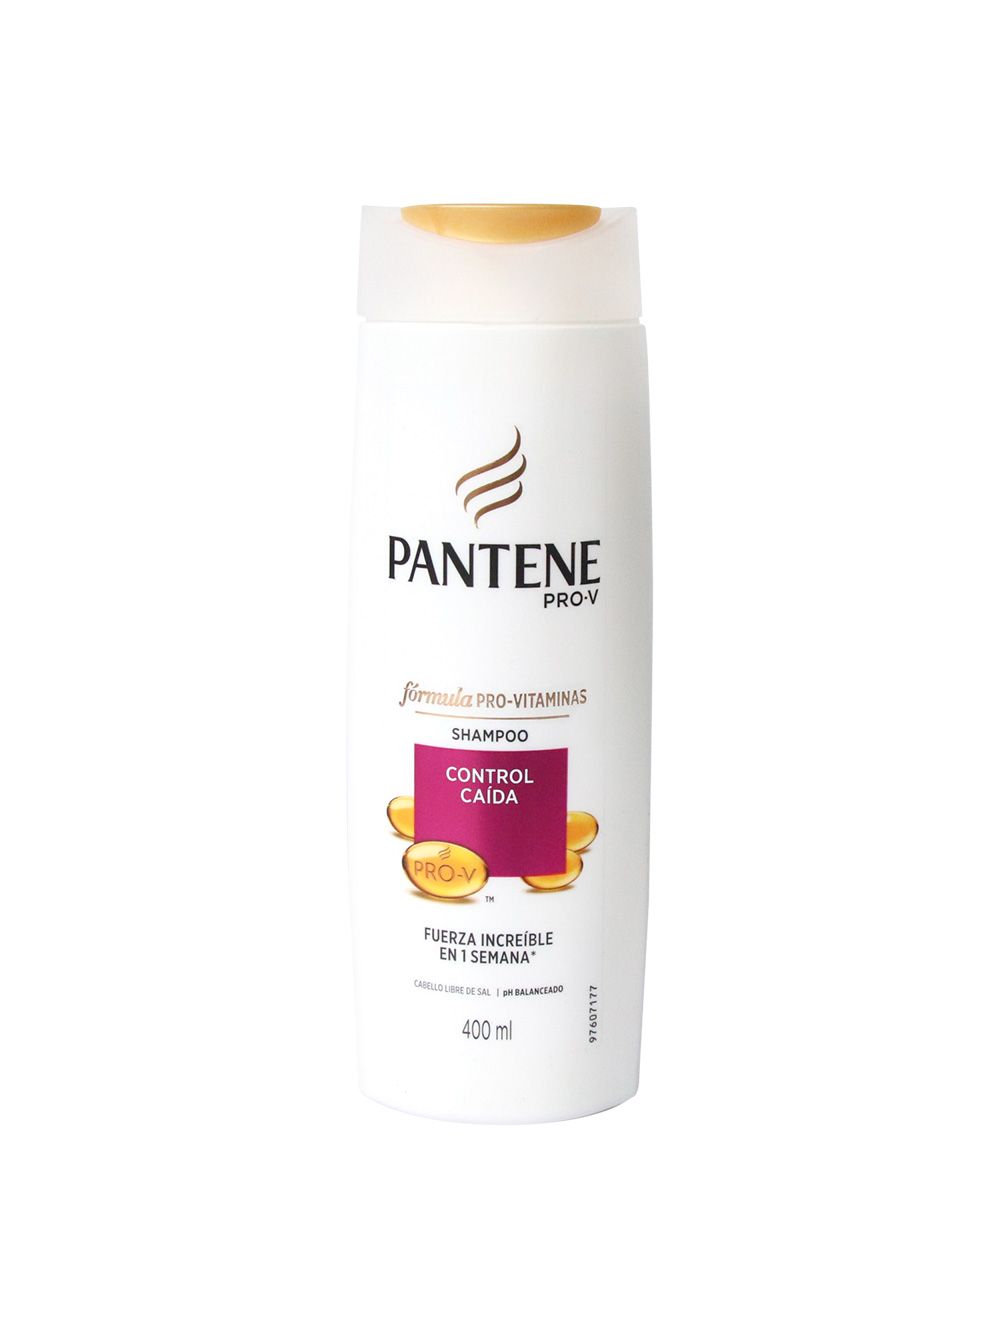 PANTENE
PRO-V
fórmula PRO-VITAMINAS
SHAMPOO
CONTROL
CAÍDA
PRO-V
TM
FUERZA INCREÍBLE
EN 1 SEMANA*
CABELLO LIBRE DE SAL | pH BALANCEADO
400 ml
97607177